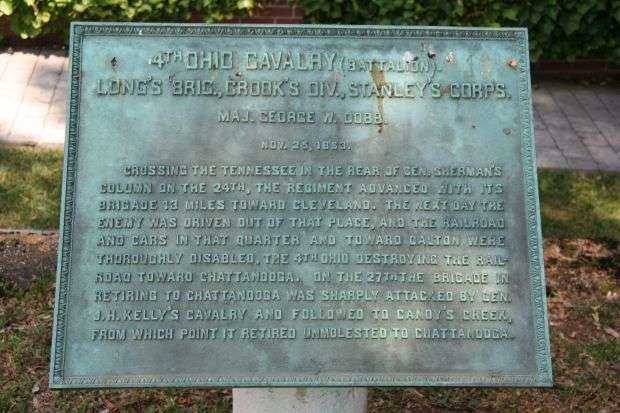 4TH OHIO CAVALRY (BATTALION).
LONG'S BRIG., CROOK'S DIV., STANLEY'S CORPS.
MAJ. GEORGE W. DOBB.
NOV. 25, 1863.
CROSSING THE TENNESSEE IN THE REAR OF GEN. SHERMAN'S
COLUMN ON THE 24TH, THE REGIMENT ADVANCED WITH ITS
BRIGADE 13 MILES TOWARD CLEVELAND. THE NEXT DAY THE
ENEMY WAS DRIVEN OUT OF THAT PLACE, AND THE RAILROAD
AND CARS IN THAT QUARTER AND TOWARD DALTON WERE
THOROUGHLY DISABLED, THE 4TH OHIO DESTROYING THE RAIL-
ROAD TOWARD CHATTANOOGA. ON THE 27TH THE BRIGADE IN
RETIRING TO CHATTANOOGA WAS SHARPLY ATTACKED BY GEN.
J. H. KELLY'S CAVALRY AND FOLLOWED TO CANDY'S CREEK,
FROM WHICH POINT IT RETIRED UNMOLESTED TO CHATTANOOGA.